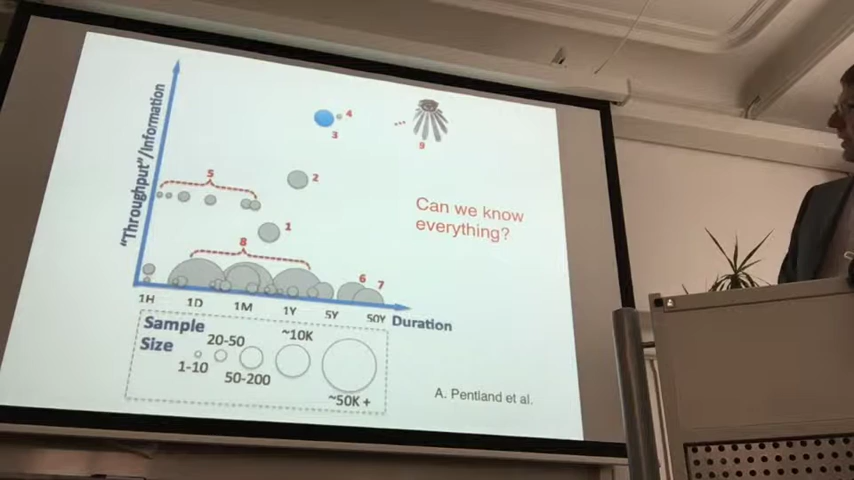 "Throughput"/Information
4
3
9
5
2
Can we know
everything?
1
8
6
7
1H 1D 1M 1Y 5Y 50Y Duration
Sample
Size
20-50
~10K
1-10
50-200
~50K +
A. Pentland et al.